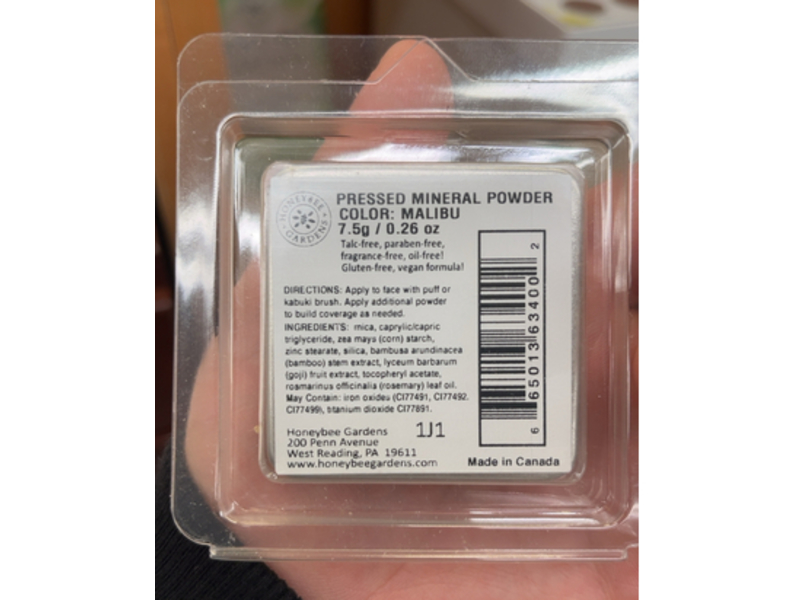 HONEYBEE GARDENS
PRESSED MINERAL POWDER
COLOR: MALIBU
7.5g / 0.26 oz
Talc-free, paraben-free,
fragrance-free, oil-free!
Gluten-free, vegan formula!
DIRECTIONS: Apply to face with puff or
kabuki brush. Apply additional powder
to build coverage as needed.
INGREDIENTS: mica, caprylic/capric
triglyceride, zea mays (corn) starch,
zinc stearate, silica, bambusa arundinacea
(bamboo) stem extract, lyceum barbarum
(goji) fruit extract, tocopheryl acetate,
rosmarinus officinalia (rosemary) leaf oil.
May Contain: iron oxides (CI77491, CI77492,
CI77499), titanium dioxide CI77891.
Honeybee Gardens
200 Penn Avenue
West Reading, PA 19611
www.honeybeegardens.com
1J1
6 65013 63400 2
Made in Canada